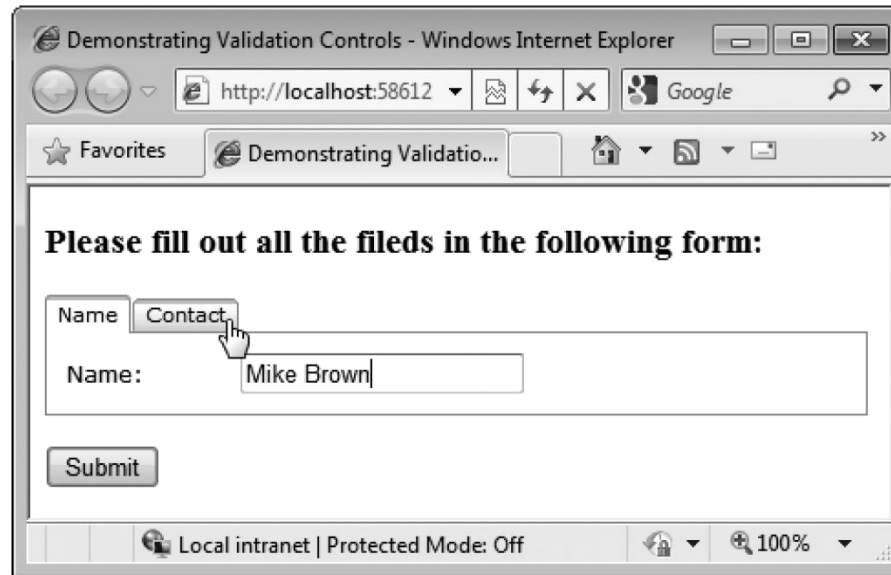 Demonstrating Validation Controls - Windows Internet Explorer
http://localhost:58612 Google
Favorites Demonstrating Validatio... »
Please fill out all the fileds in the following form:
Name Contact
Name: Mike Brown
Submit
Local intranet | Protected Mode: Off 100%